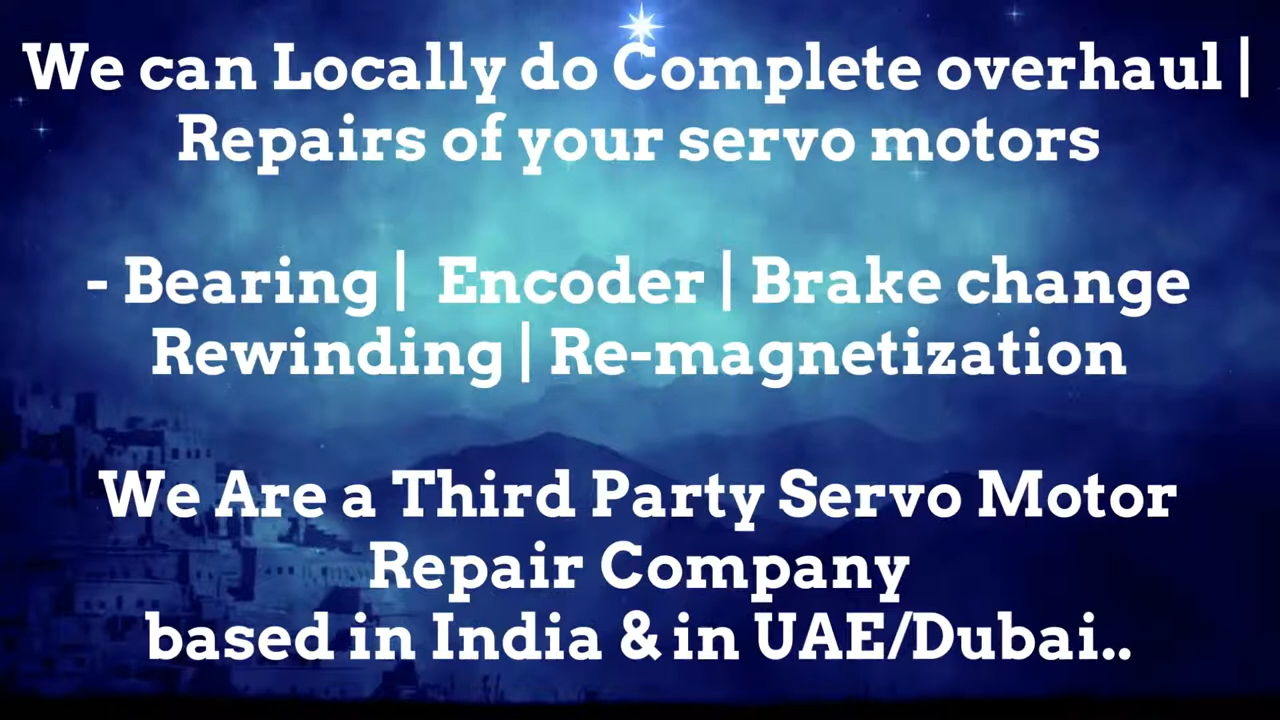 We can Locally do Complete overhaul |
Repairs of your servo motors
- Bearing | Encoder | Brake change
Rewinding | Re-magnetization
We Are a Third Party Servo Motor
Repair Company
based in India & in UAE/Dubai..